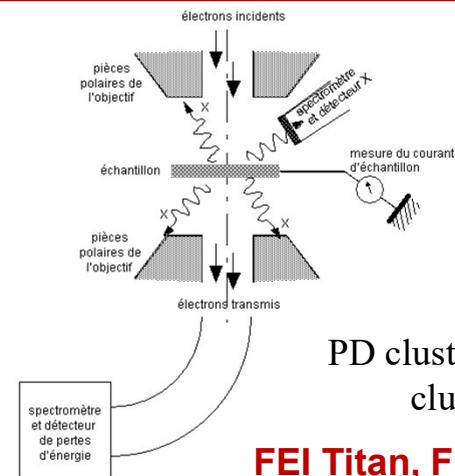 électrons incidents
pièces
polaires de
l'objectif
X
spectromètre
et détecteur X
échantillon
mesure du courant
d'échantillon
X
X
pièces
polaires de
l'objectif
électrons transmis
PD clust
clu
spectromètre
et détecteur
de pertes
d'énergie
FEI Titan, F